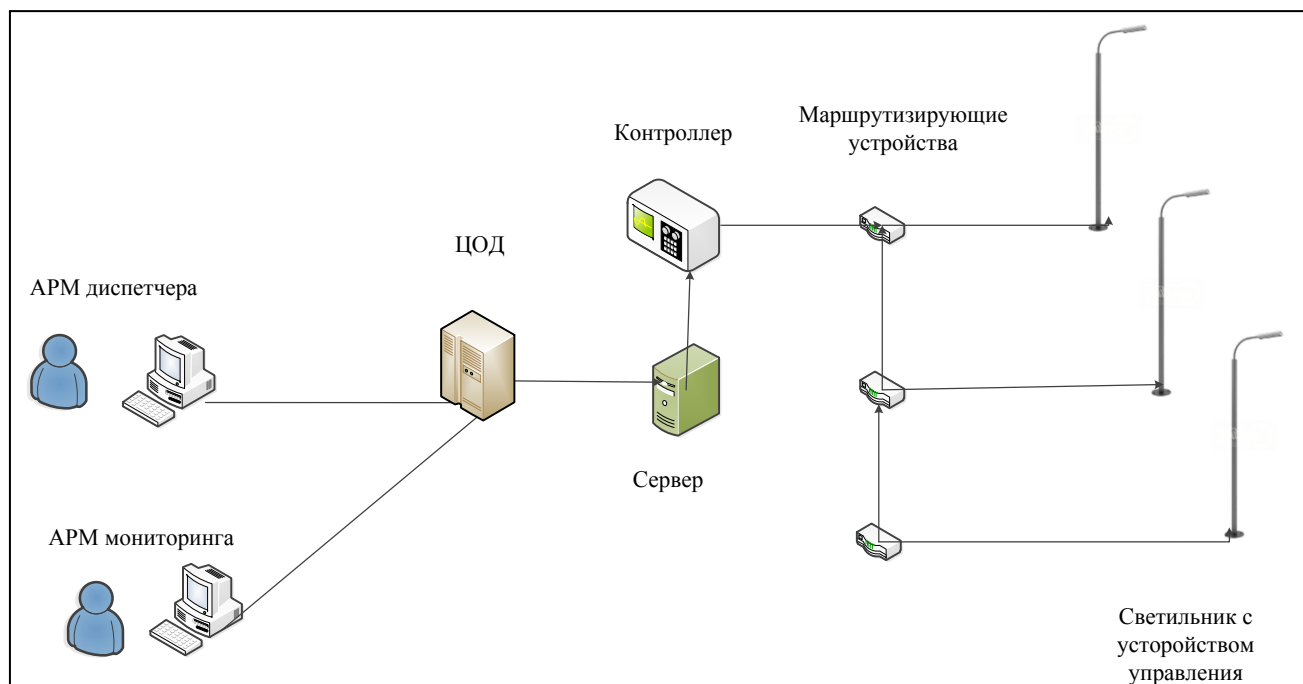 Маршрутизирующие
устройства
Контроллер
ЦОД
АРМ диспетчера
Сервер
АРМ мониторинга
Светильник с
усторойством
управления